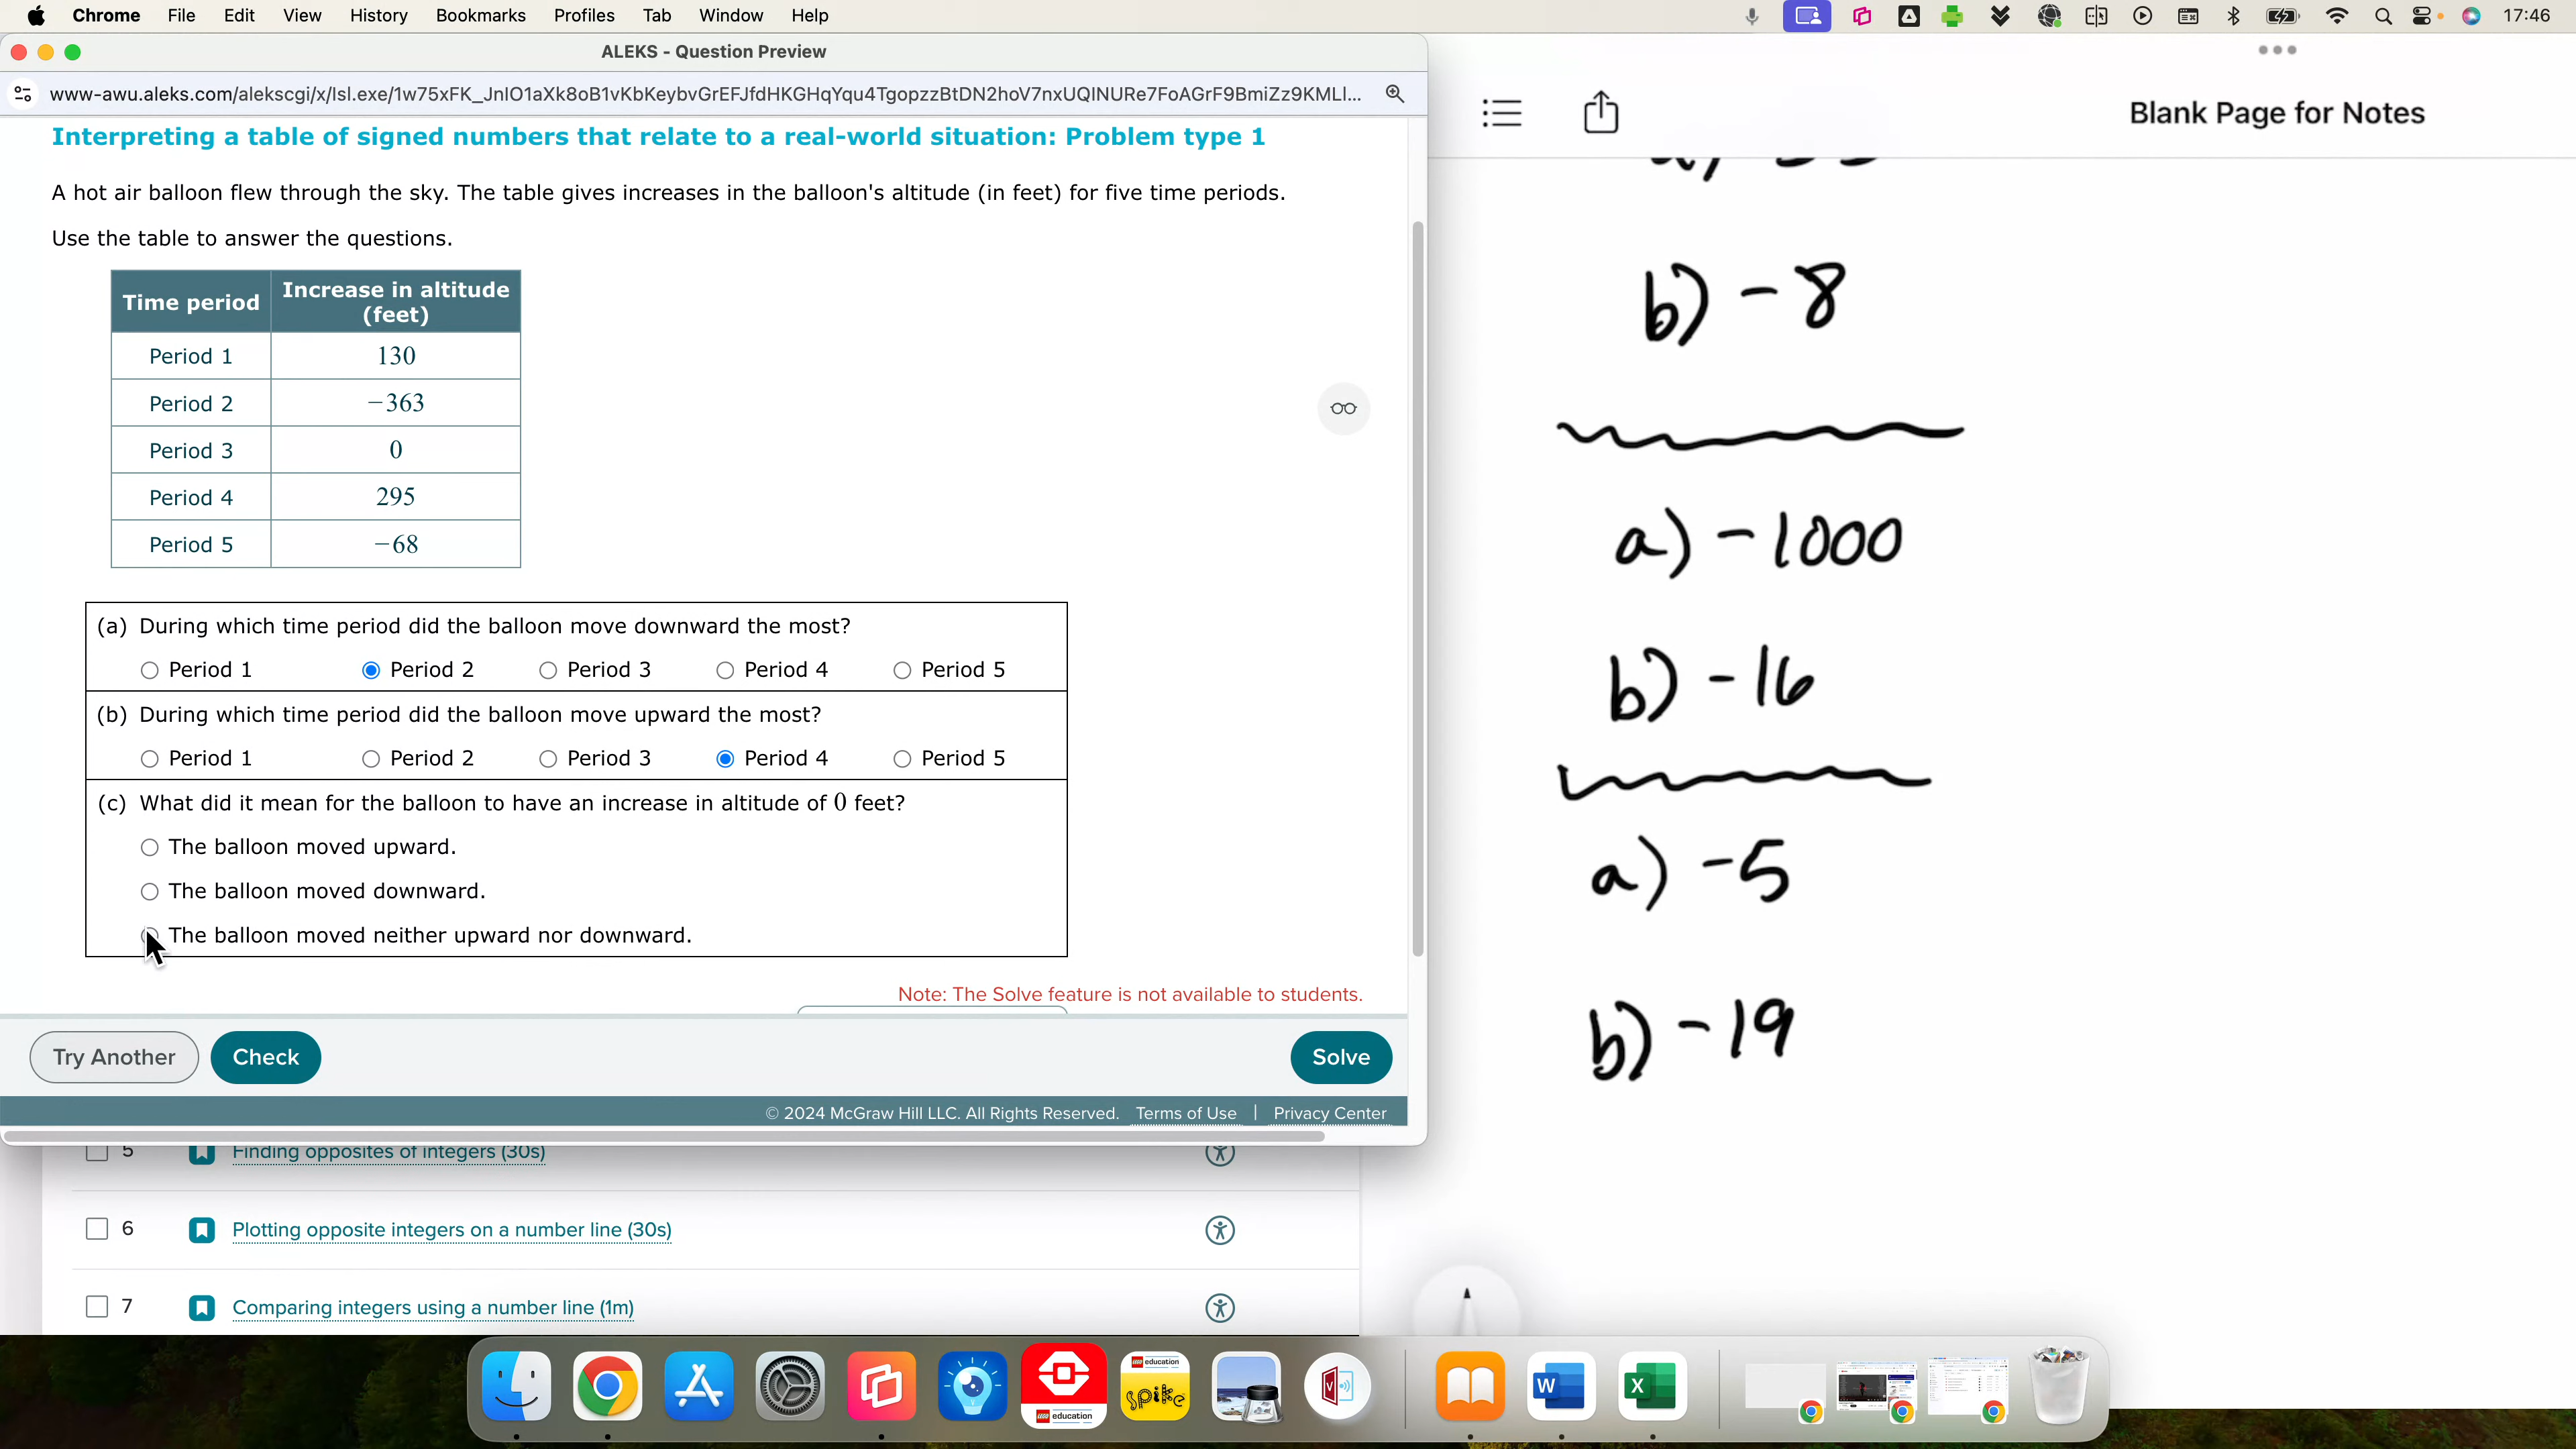 Chrome File Edit View History Bookmarks Profiles Tab Window Help 17:46
ALEKS - Question Preview
Blank Page for Notes
Interpreting a table of signed numbers that relate to a real-world situation: Problem type 1
A hot air balloon flew through the sky. The table gives increases in the balloon's altitude (in feet) for five time periods.
Use the table to answer the questions.
Time period Increase in altitude (feet)
Period 1 130
Period 2 −363
Period 3 0
Period 4 295
Period 5 −68
(a) During which time period did the balloon move downward the most?
Period 1 Period 2 Period 3 Period 4 Period 5
(b) During which time period did the balloon move upward the most?
Period 1 Period 2 Period 3 Period 4 Period 5
(c) What did it mean for the balloon to have an increase in altitude of 0 feet?
The balloon moved upward.
The balloon moved downward.
The balloon moved neither upward nor downward.
Note: The Solve feature is not available to students.
Try Another Check Solve
© 2024 McGraw Hill LLC. All Rights Reserved. Terms of Use | Privacy Center
5 Finding opposites of integers (30s)
6 Plotting opposite integers on a number line (30s)
7 Comparing integers using a number line (1m)
b) -8
a) -1000
b) -16
a) -5
b) -19
education
education
spike
W
X